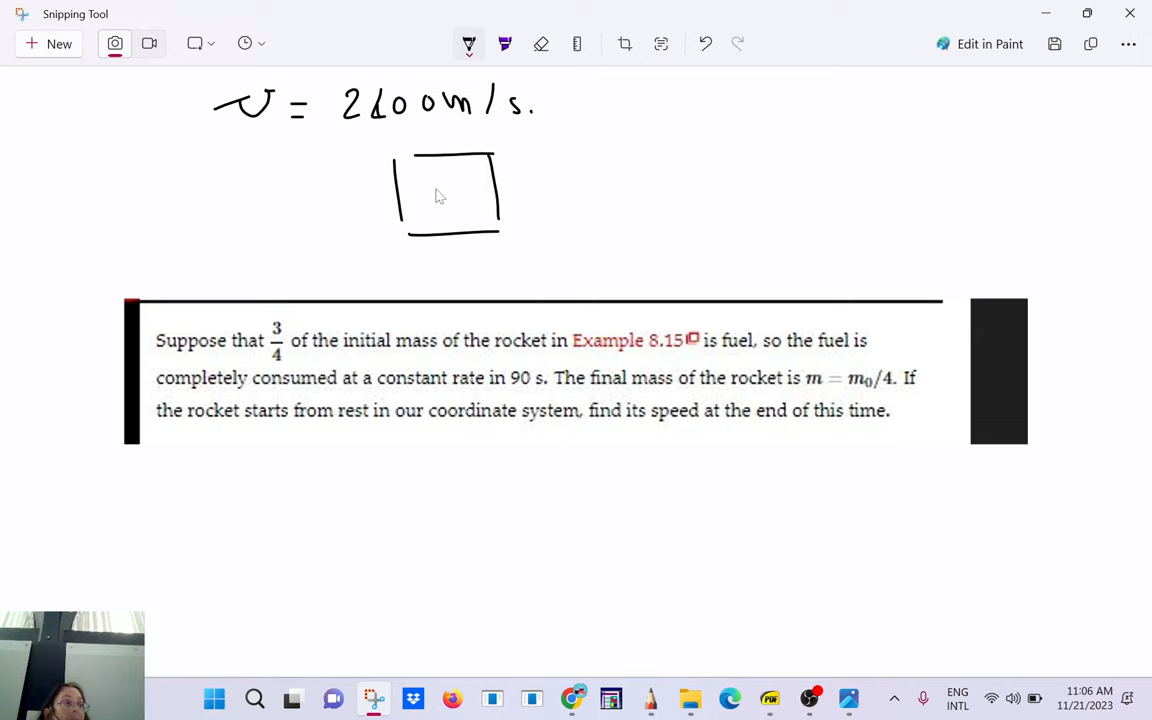 Snipping Tool
New
Edit in Paint
v = 2100m/s.
Suppose that 3/4 of the initial mass of the rocket in Example 8.15 is fuel, so the fuel is
completely consumed at a constant rate in 90 s. The final mass of the rocket is m = m₀/4. If
the rocket starts from rest in our coordinate system, find its speed at the end of this time.
PDF
ENG
INTL
11:06 AM
11/21/2023